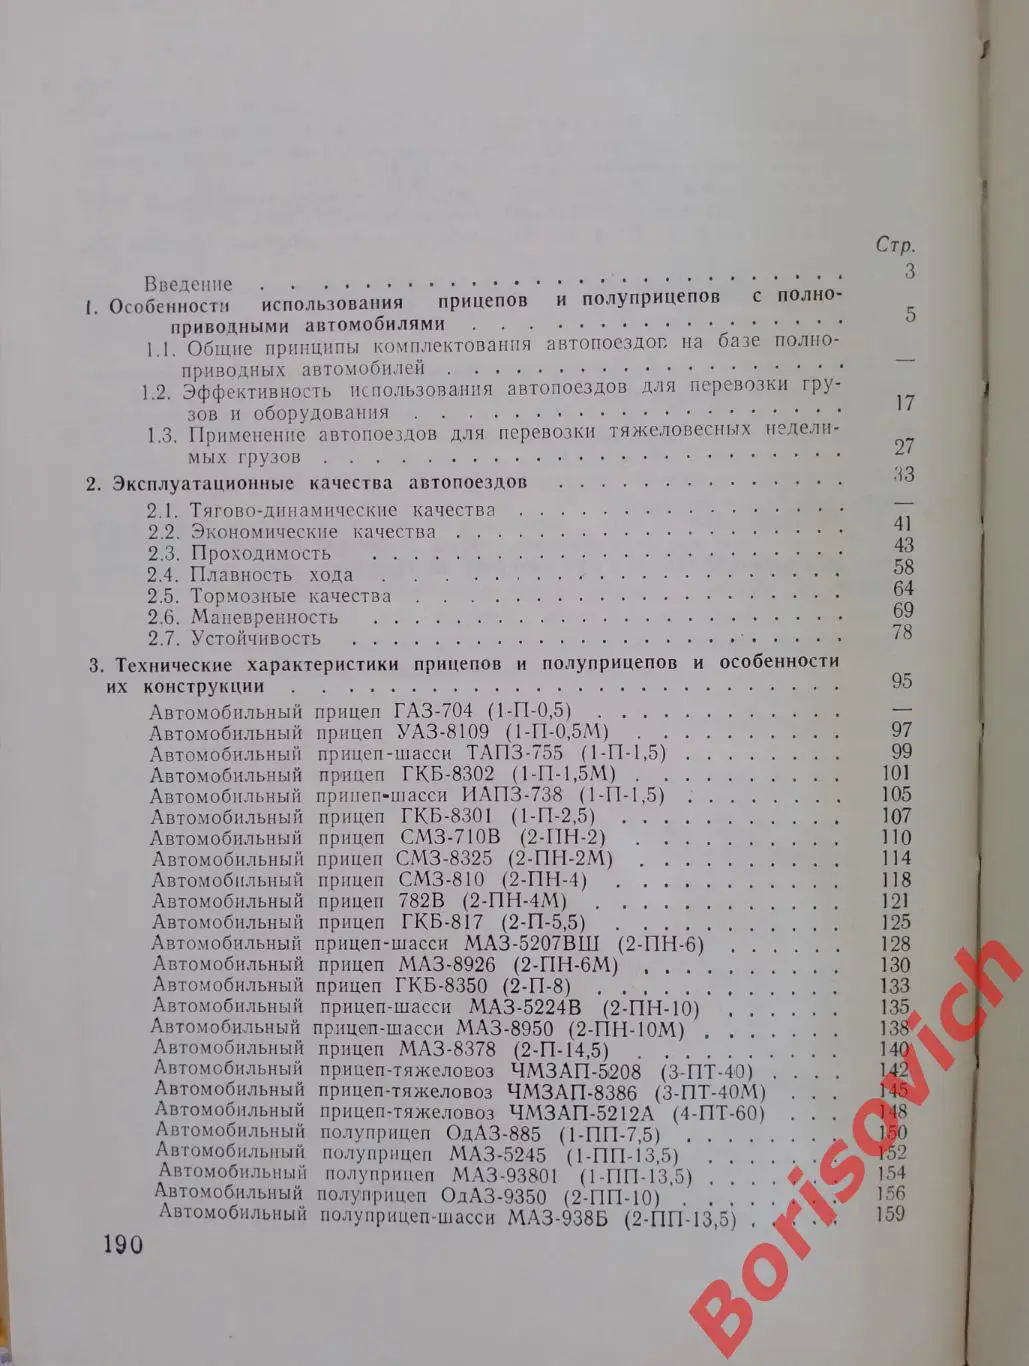 Стр.
Введение . . . . . . . . . . . . . . . . . . . . 3
1. Особенности использования прицепов и полуприцепов с полно-
приводными автомобилями . . . . . . . . . . . . . 5
1.1. Общие принципы комплектования автопоездов на базе полно-
приводных автомобилей . . . . . . . . . . . . . . —
1.2. Эффективность использования автопоездов для перевозки гру-
зов и оборудования . . . . . . . . . . . . . . . 17
1.3. Применение автопоездов для перевозки тяжеловесных недели-
мых грузов . . . . . . . . . . . . . . . . . . 27
2. Эксплуатационные качества автопоездов . . . . . . . . . . 33
2.1. Тягово-динамические качества . . . . . . . . . . . —
2.2. Экономические качества . . . . . . . . . . . . . 41
2.3. Проходимость . . . . . . . . . . . . . . . . 43
2.4. Плавность хода . . . . . . . . . . . . . . . . 58
2.5. Тормозные качества . . . . . . . . . . . . . . . 64
2.6. Маневренность . . . . . . . . . . . . . . . . 69
2.7. Устойчивость . . . . . . . . . . . . . . . . . 78
3. Технические характеристики прицепов и полуприцепов и особенности
их конструкции . . . . . . . . . . . . . . . . . . . 95
Автомобильный прицеп ГАЗ-704 (1-П-0,5) . . . . . . . . . —
Автомобильный прицеп УАЗ-8109 (1-П-0,5М) . . . . . . . . 97
Автомобильный прицеп-шасси ТАПЗ-755 (1-П-1,5) . . . . . . 99
Автомобильный прицеп ГКБ-8302 (1-П-1,5М) . . . . . . . . 101
Автомобильный прицеп-шасси ИАПЗ-738 (1-П-1,5) . . . . . . 105
Автомобильный прицеп ГКБ-8301 (1-П-2,5) . . . . . . . . 107
Автомобильный прицеп СМЗ-710В (2-ПН-2) . . . . . . . . 110
Автомобильный прицеп СМЗ-8325 (2-ПН-2М) . . . . . . . . 114
Автомобильный прицеп СМЗ-810 (2-ПН-4) . . . . . . . . 118
Автомобильный прицеп 782В (2-ПН-4М) . . . . . . . . . 121
Автомобильный прицеп ГКБ-817 (2-П-5,5) . . . . . . . . 125
Автомобильный прицеп-шасси МАЗ-5207ВШ (2-ПН-6) . . . . . 128
Автомобильный прицеп МАЗ-8926 (2-ПН-6М) . . . . . . . . 130
Автомобильный прицеп ГКБ-8350 (2-П-8) . . . . . . . . . 133
Автомобильный прицеп-шасси МАЗ-5224В (2-ПН-10) . . . . . 135
Автомобильный прицеп-шасси МАЗ-8950 (2-ПН-10М) . . . . . 138
Автомобильный прицеп МАЗ-8378 (2-П-14,5) . . . . . . . . 140
Автомобильный прицеп-тяжеловоз ЧМЗАП-5208 (3-ПТ-40) . . . . 142
Автомобильный прицеп-тяжеловоз ЧМЗАП-8386 (3-ПТ-40М) . . . 145
Автомобильный прицеп-тяжеловоз ЧМЗАП-5212А (4-ПТ-60) . . . 148
Автомобильный полуприцеп ОдАЗ-885 (1-ПП-7,5) . . . . . . . 150
Автомобильный полуприцеп МАЗ-5245 (1-ПП-13,5) . . . . . . 152
Автомобильный полуприцеп МАЗ-93801 (1-ПП-13,5) . . . . . . 154
Автомобильный полуприцеп ОдАЗ-9350 (2-ПП-10) . . . . . . . 156
Автомобильный полуприцеп-шасси МАЗ-938Б (2-ПП-13,5) . . . . . 159
190
Borisovich